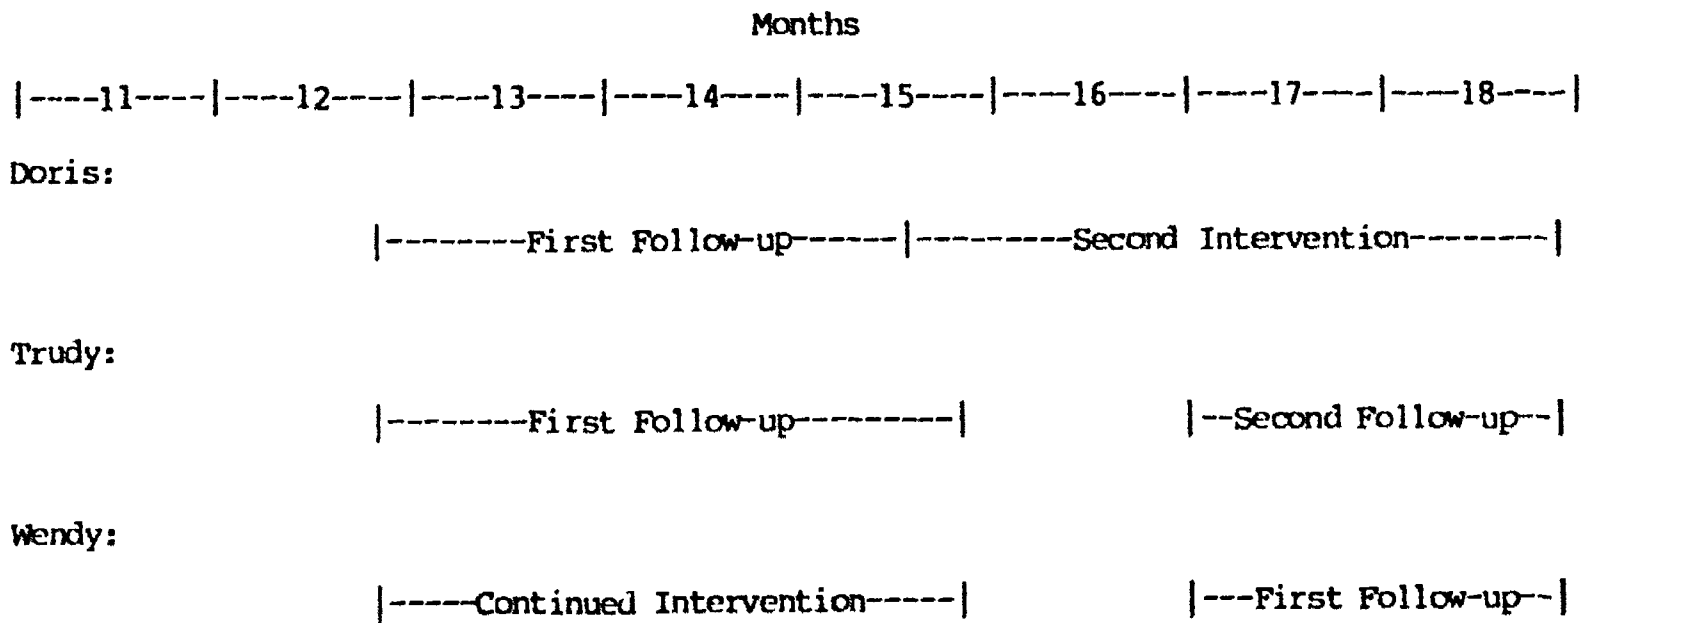 Months
|----11----|----12----|----13----|----14----|----15----|----16----|----17----|----18----|
Doris:
|--------First Follow-up------|---------Second Intervention--------|
Trudy:
|--------First Follow-up---------| |--Second Follow-up--|
Wendy:
|-----Continued Intervention-----| |---First Follow-up--|